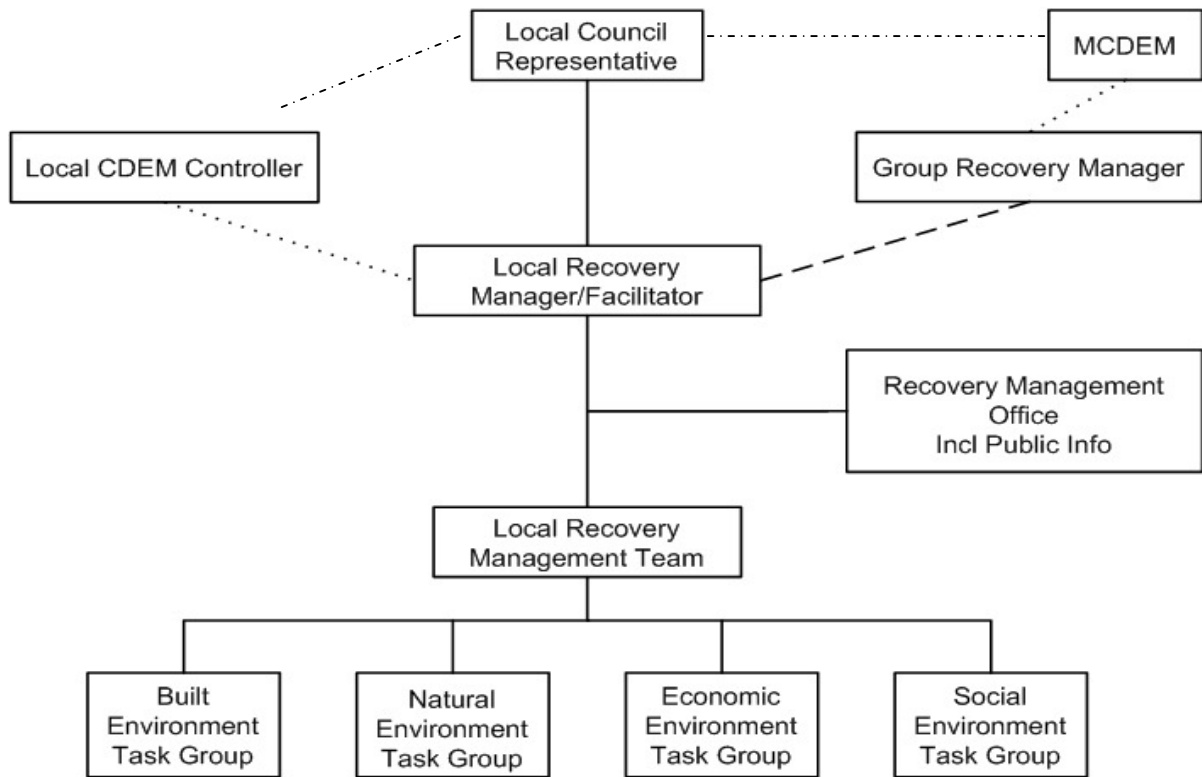 Local Council
Representative
MCDEM
Local CDEM Controller
Group Recovery Manager
Local Recovery
Manager/Facilitator
Recovery Management
Office
Incl Public Info
Local Recovery
Management Team
Built
Environment
Task Group
Natural
Environment
Task Group
Economic
Environment
Task Group
Social
Environment
Task Group